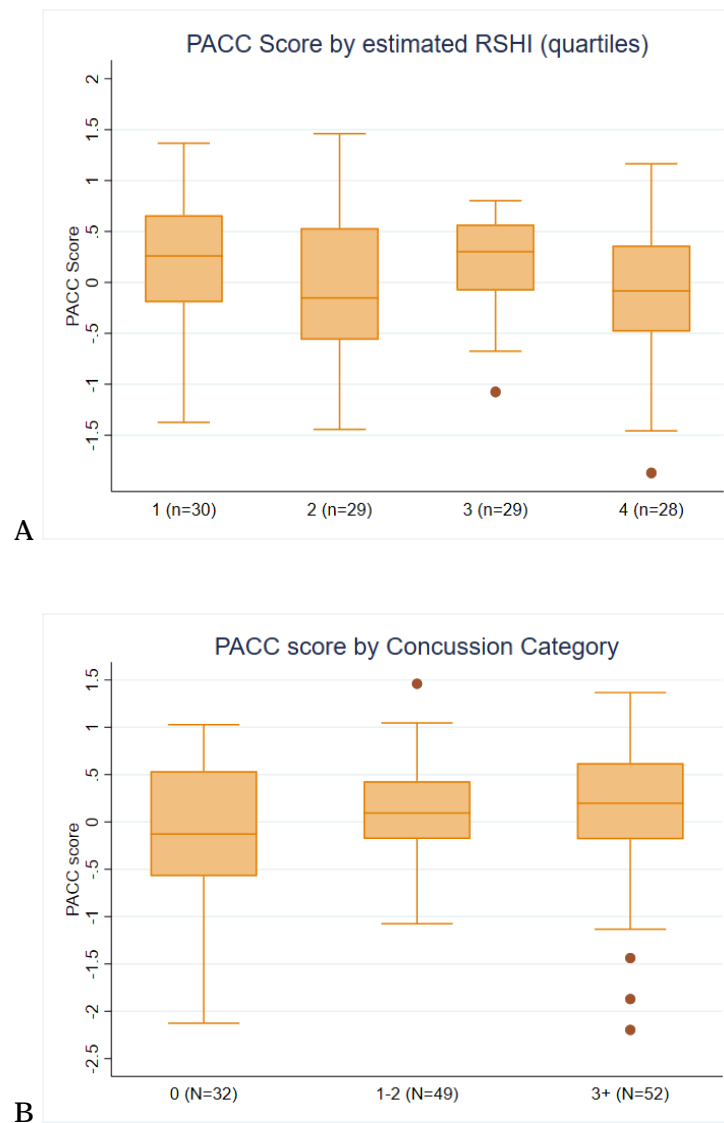 PACC Score by estimated RSHI (quartiles)
PACC Score
2
1.5
1
.5
0
-.5
-1
-1.5
1 (n=30) 2 (n=29) 3 (n=29) 4 (n=28)
A
PACC score by Concussion Category
PACC score
1.5
1
.5
0
-.5
-1
-1.5
-2
-2.5
0 (N=32) 1-2 (N=49) 3+ (N=52)
B